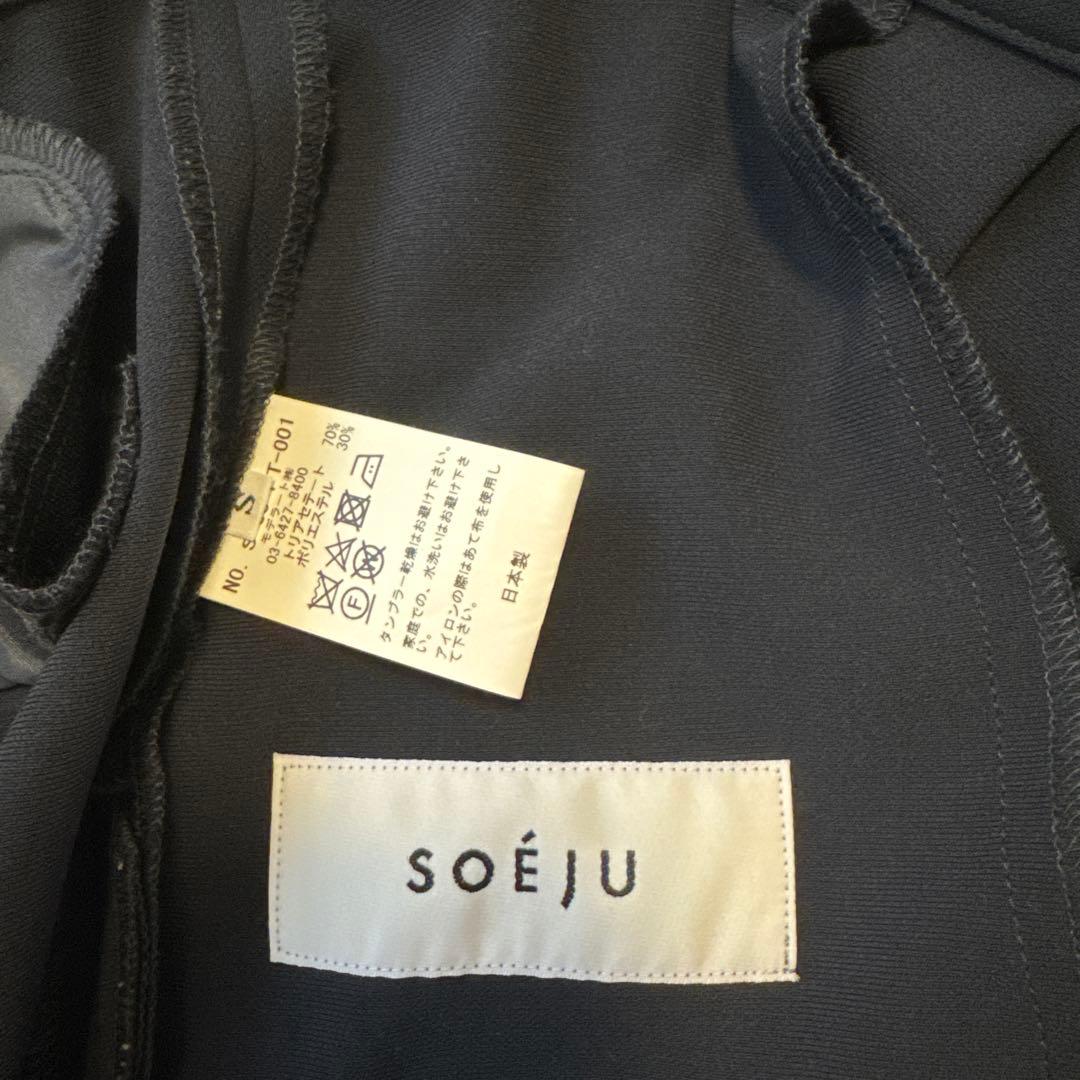 NO. S
T-001
S
モデラート㈱
03-6427-8400
トリアセテート 70%
ポリエステル 30%
F
タンブラー乾燥はお避け下さい。
家庭での、水洗いはお避け下さ
い。
アイロンの際はあて布を使用し
て下さい。
日本製
SOÉJU